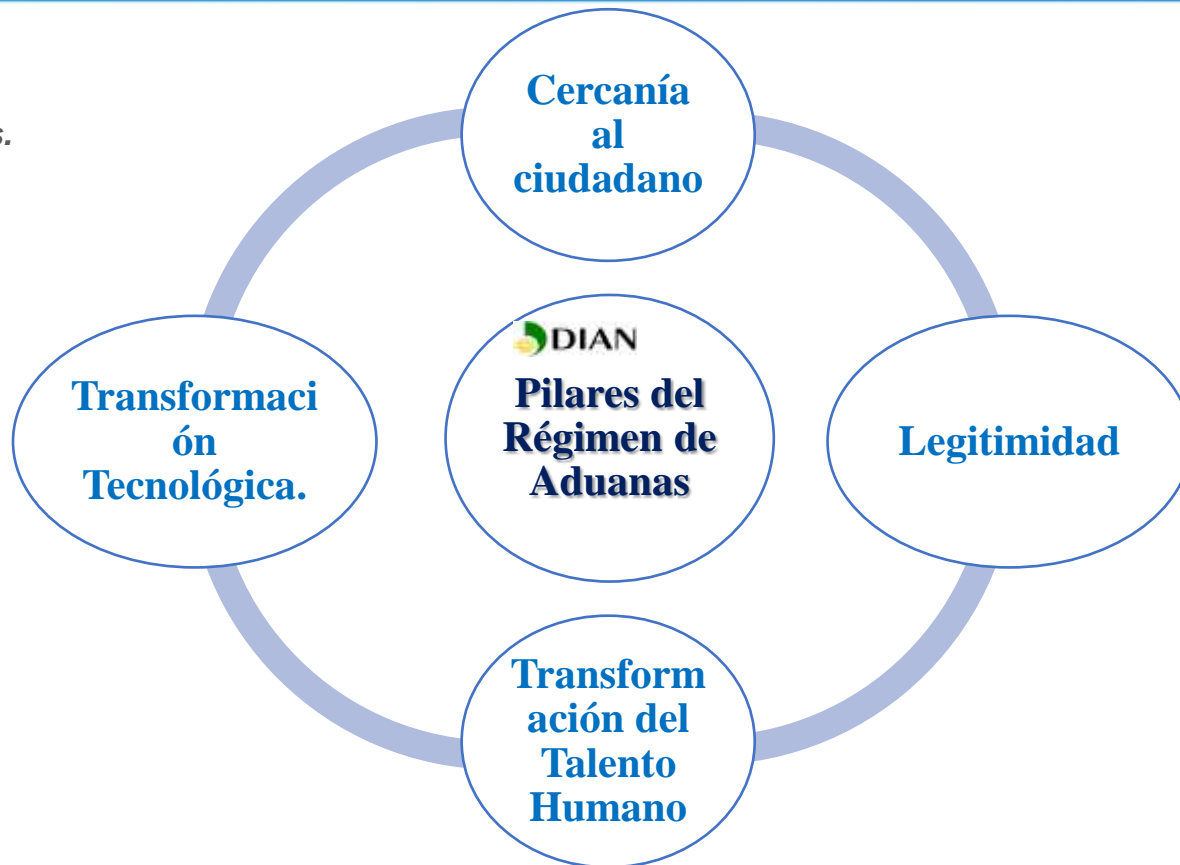 Cercanía
al
ciudadano
s.
DIAN
Pilares del
Régimen de
Aduanas
Transformaci
ón
Tecnológica.
Legitimidad
Transform
ación del
Talento
Humano